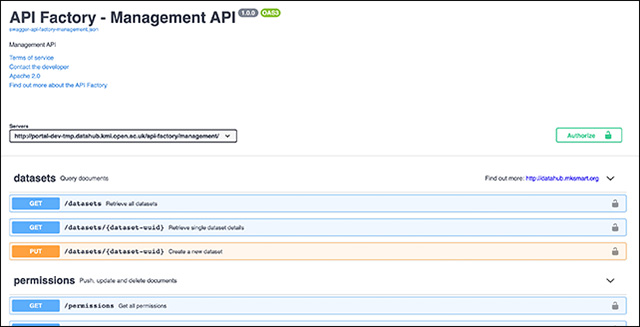 API Factory - Management API 1.0.0 OAS3
swagger-api-factory-management.json
Management API
Terms of service
Contact the developer
Apache 2.0
Find out more about the API Factory
Servers
http://portal-dev-tmp.datahub.kmi.open.ac.uk/api-factory/management/
Authorize
datasets Query documents Find out more: http://datahub.mksmart.org
GET /datasets Retrieve all datasets
GET /datasets/{dataset-uuid} Retrieve single dataset details
PUT /datasets/{dataset-uuid} Create a new dataset
permissions Push, update and delete documents
GET /permissions Get all permissions